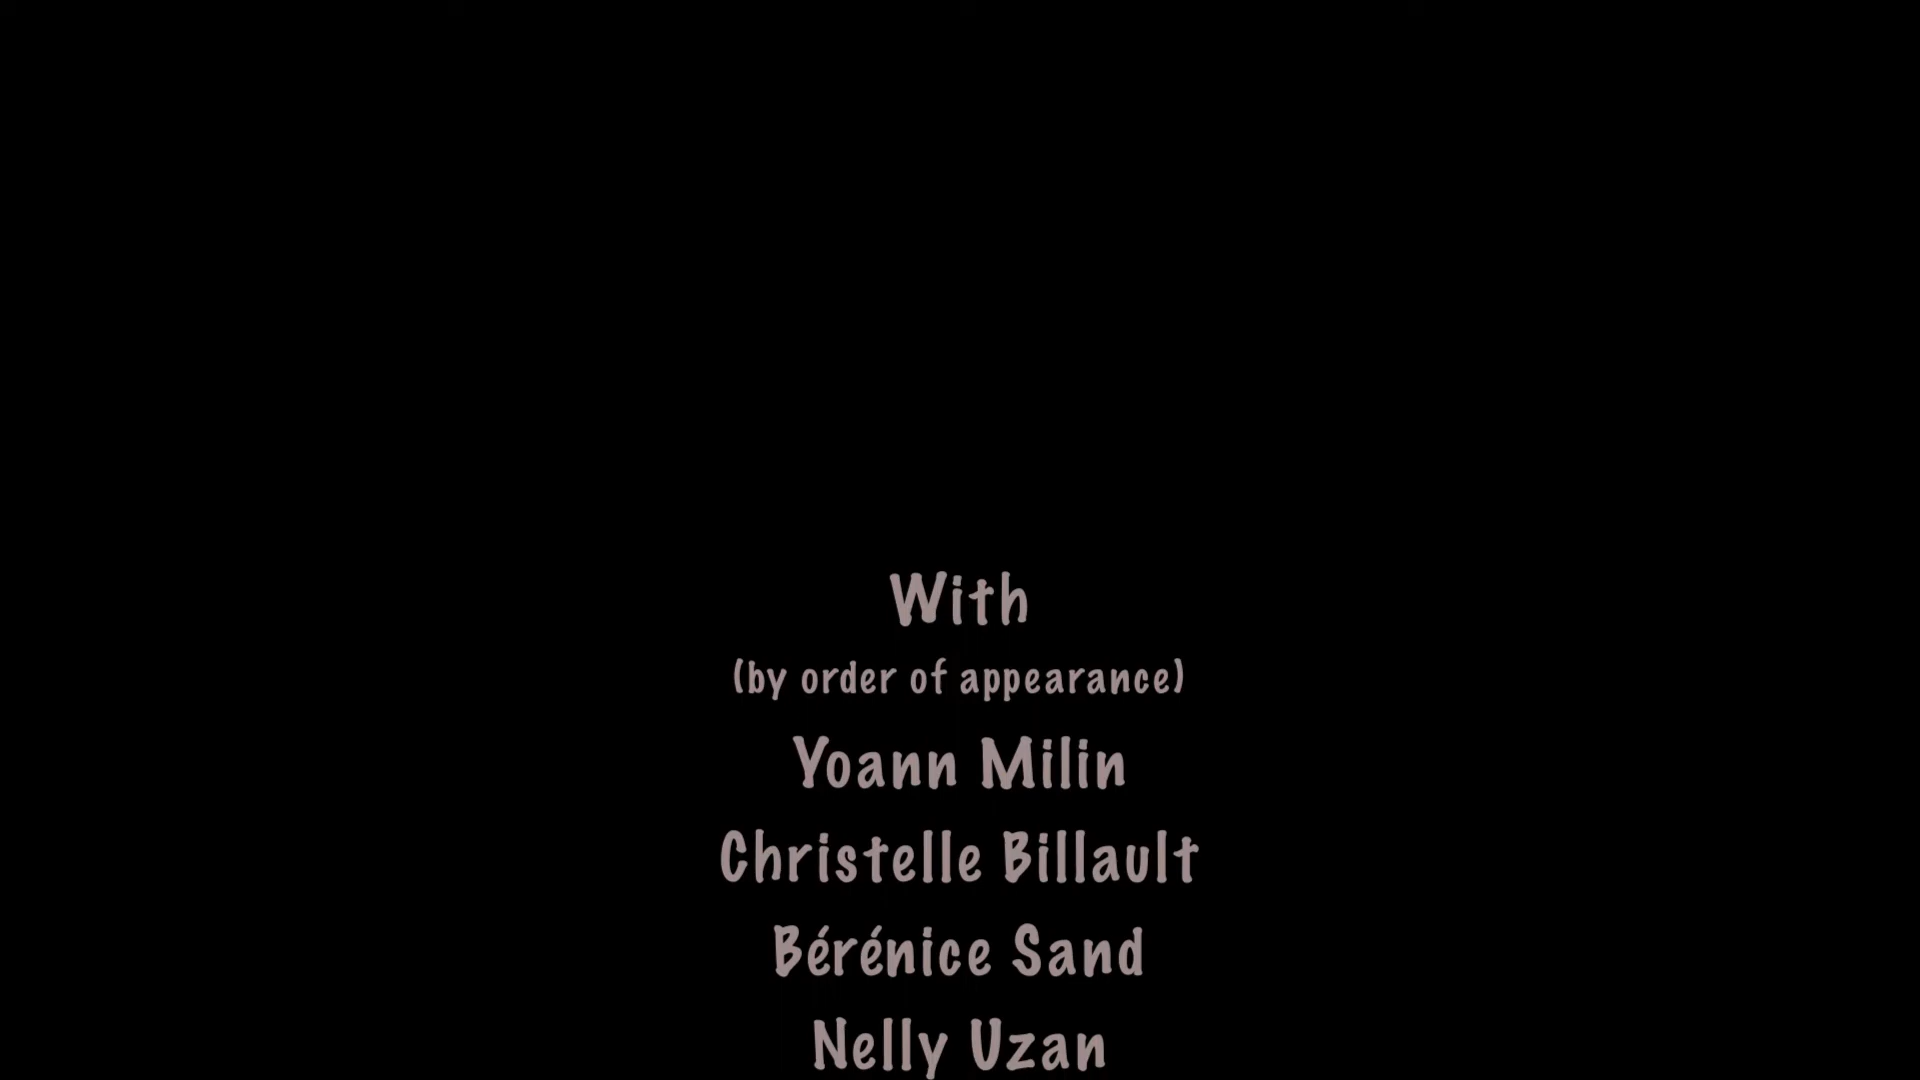 With
(by order of appearance)
Yoann Milin
Christelle Billault
Bérénice Sand
Nelly Uzan